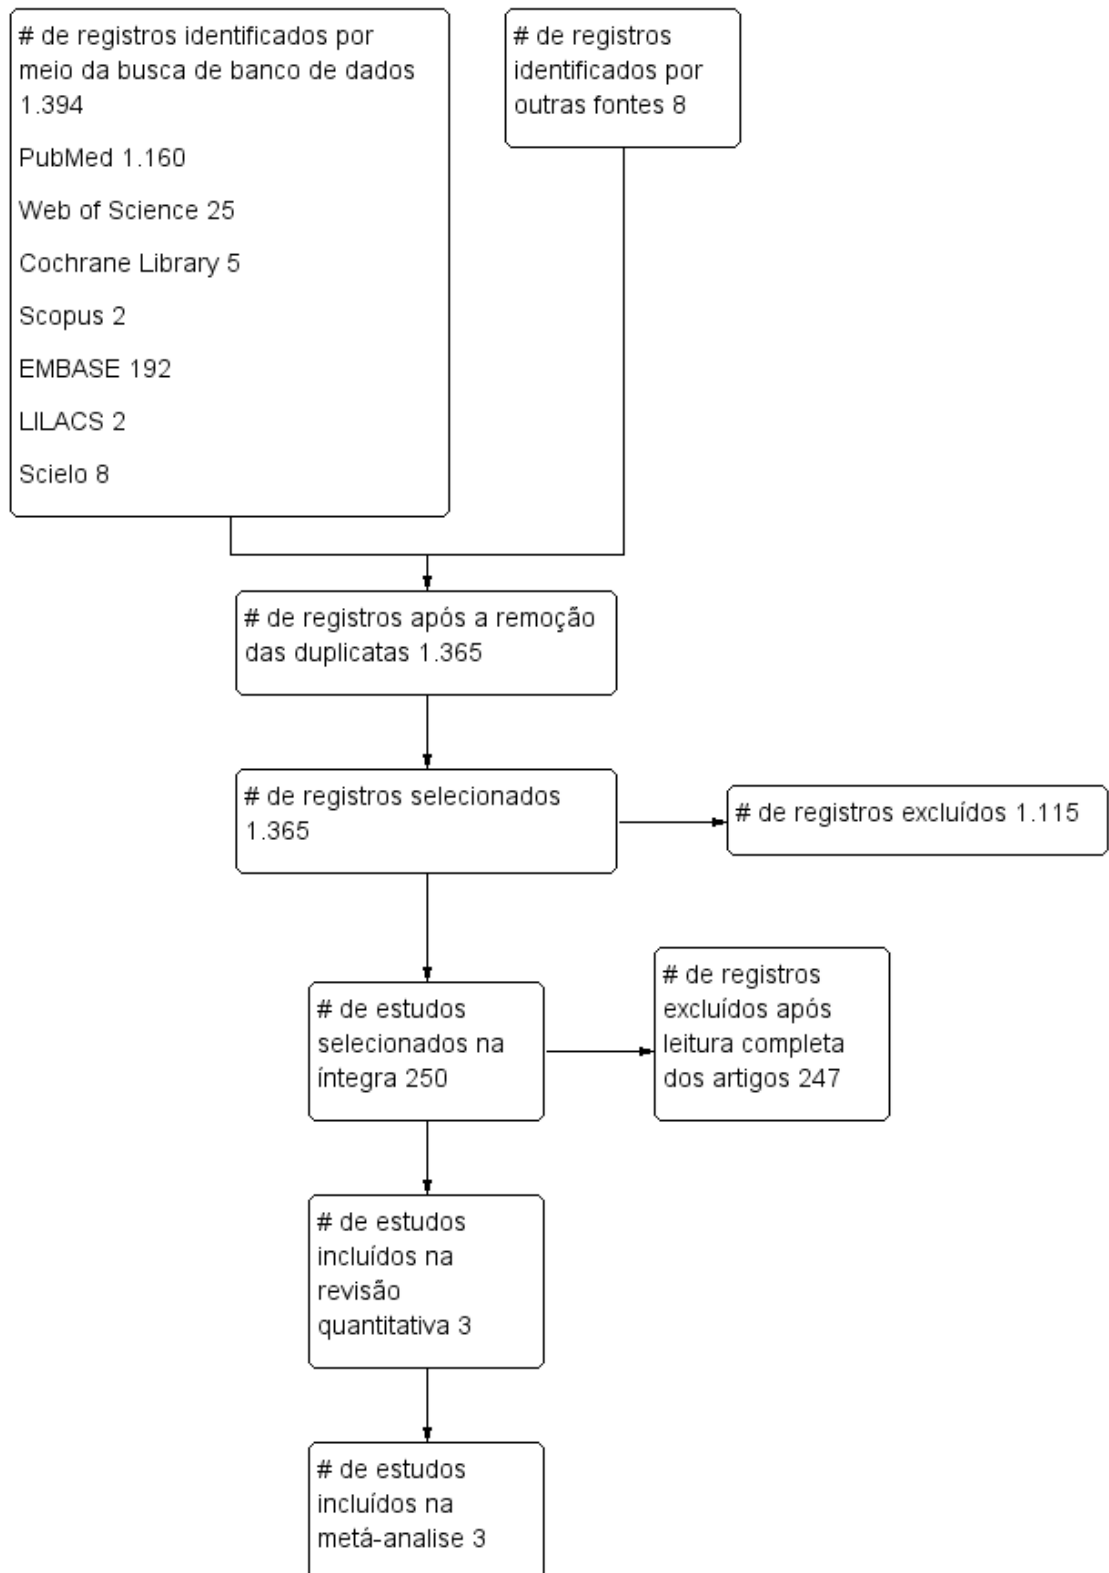 # de registros identificados por
meio da busca de banco de dados
1.394
PubMed 1.160
Web of Science 25
Cochrane Library 5
Scopus 2
EMBASE 192
LILACS 2
Scielo 8
# de registros
identificados por
outras fontes 8
# de registros após a remoção
das duplicatas 1.365
# de registros selecionados
1.365
# de registros excluídos 1.115
# de estudos
selecionados na
íntegra 250
# de registros
excluídos após
leitura completa
dos artigos 247
# de estudos
incluídos na
revisão
quantitativa 3
# de estudos
incluídos na
metá-analise 3